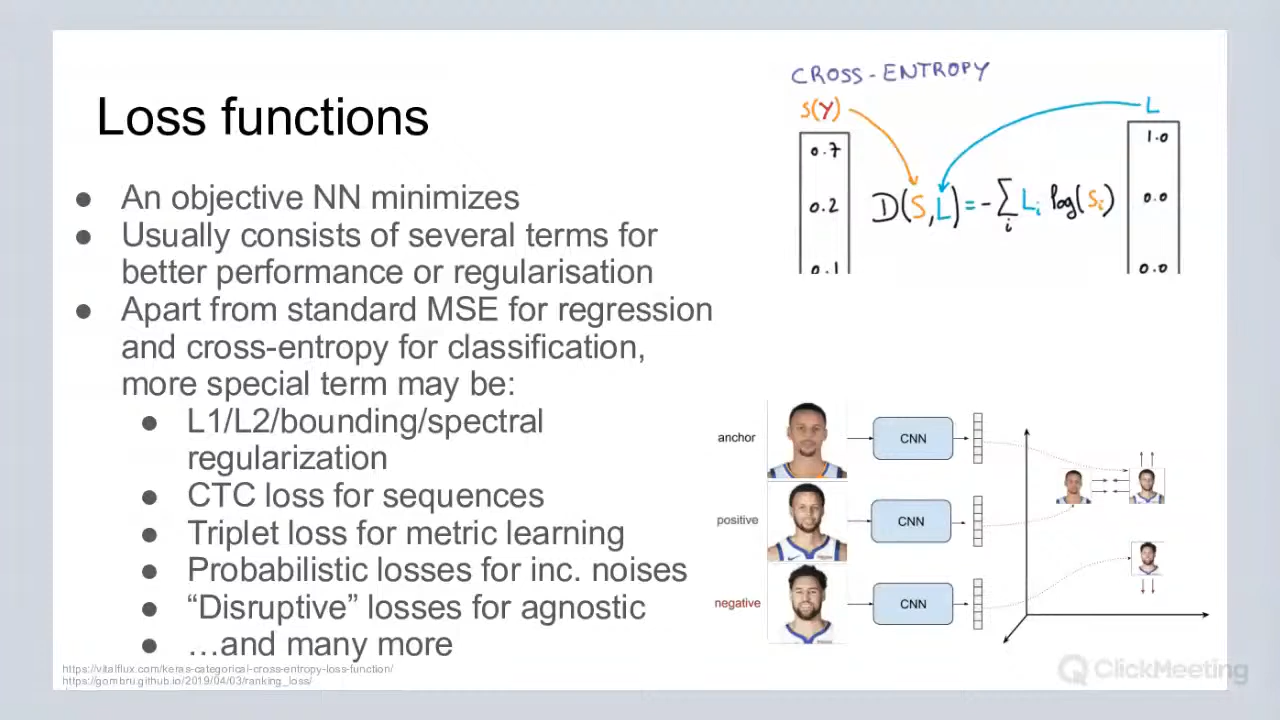 Loss functions
● An objective NN minimizes
● Usually consists of several terms for
better performance or regularisation
● Apart from standard MSE for regression
and cross-entropy for classification,
more special term may be:
● L1/L2/bounding/spectral
regularization
● CTC loss for sequences
● Triplet loss for metric learning
● Probabilistic losses for inc. noises
● “Disruptive” losses for agnostic
● …and many more
https://vitalflux.com/keras-categorical-cross-entropy-loss-function/
https://gombru.github.io/2019/04/03/ranking_loss/
CROSS-ENTROPY
S(Y)
L
0.7
0.2
0.1
D(S,L)=-∑i Li log(Si)
1.0
0.0
0.0
anchor
CNN
positive
CNN
negative
CNN
ClickMeeting